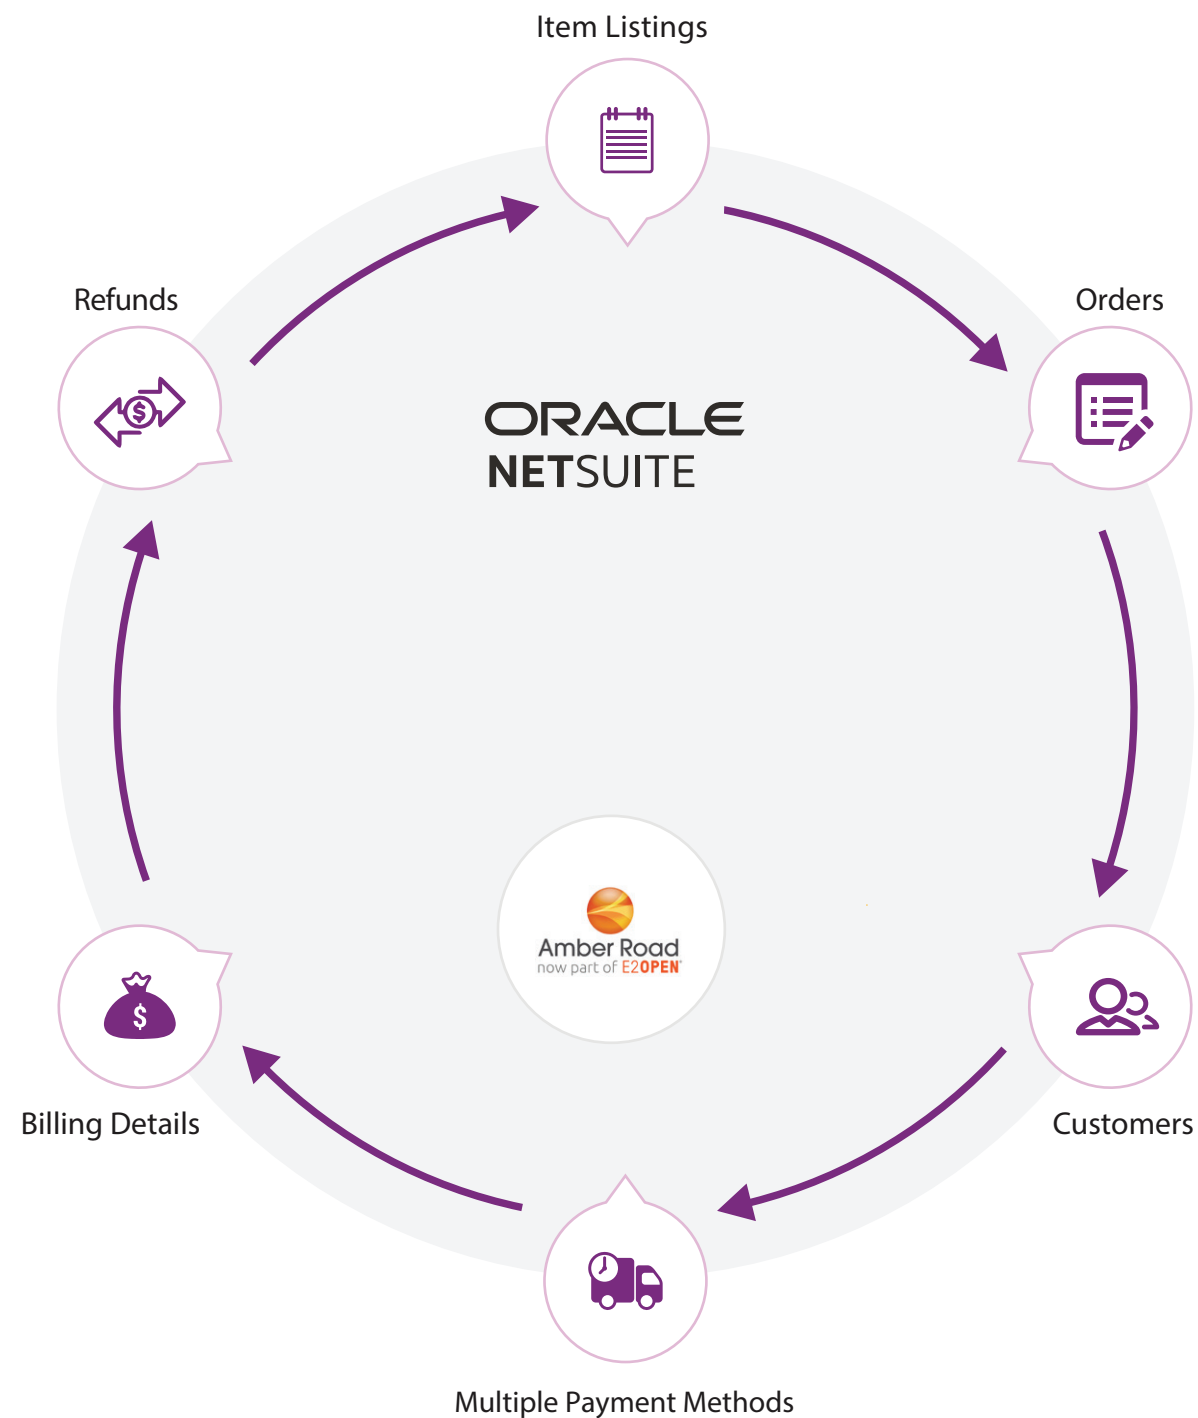 Item Listings
Refunds
Orders
$
ORACLE
NETSUITE
Amber Road
now part of E2OPEN
$
Billing Details
Customers
Multiple Payment Methods